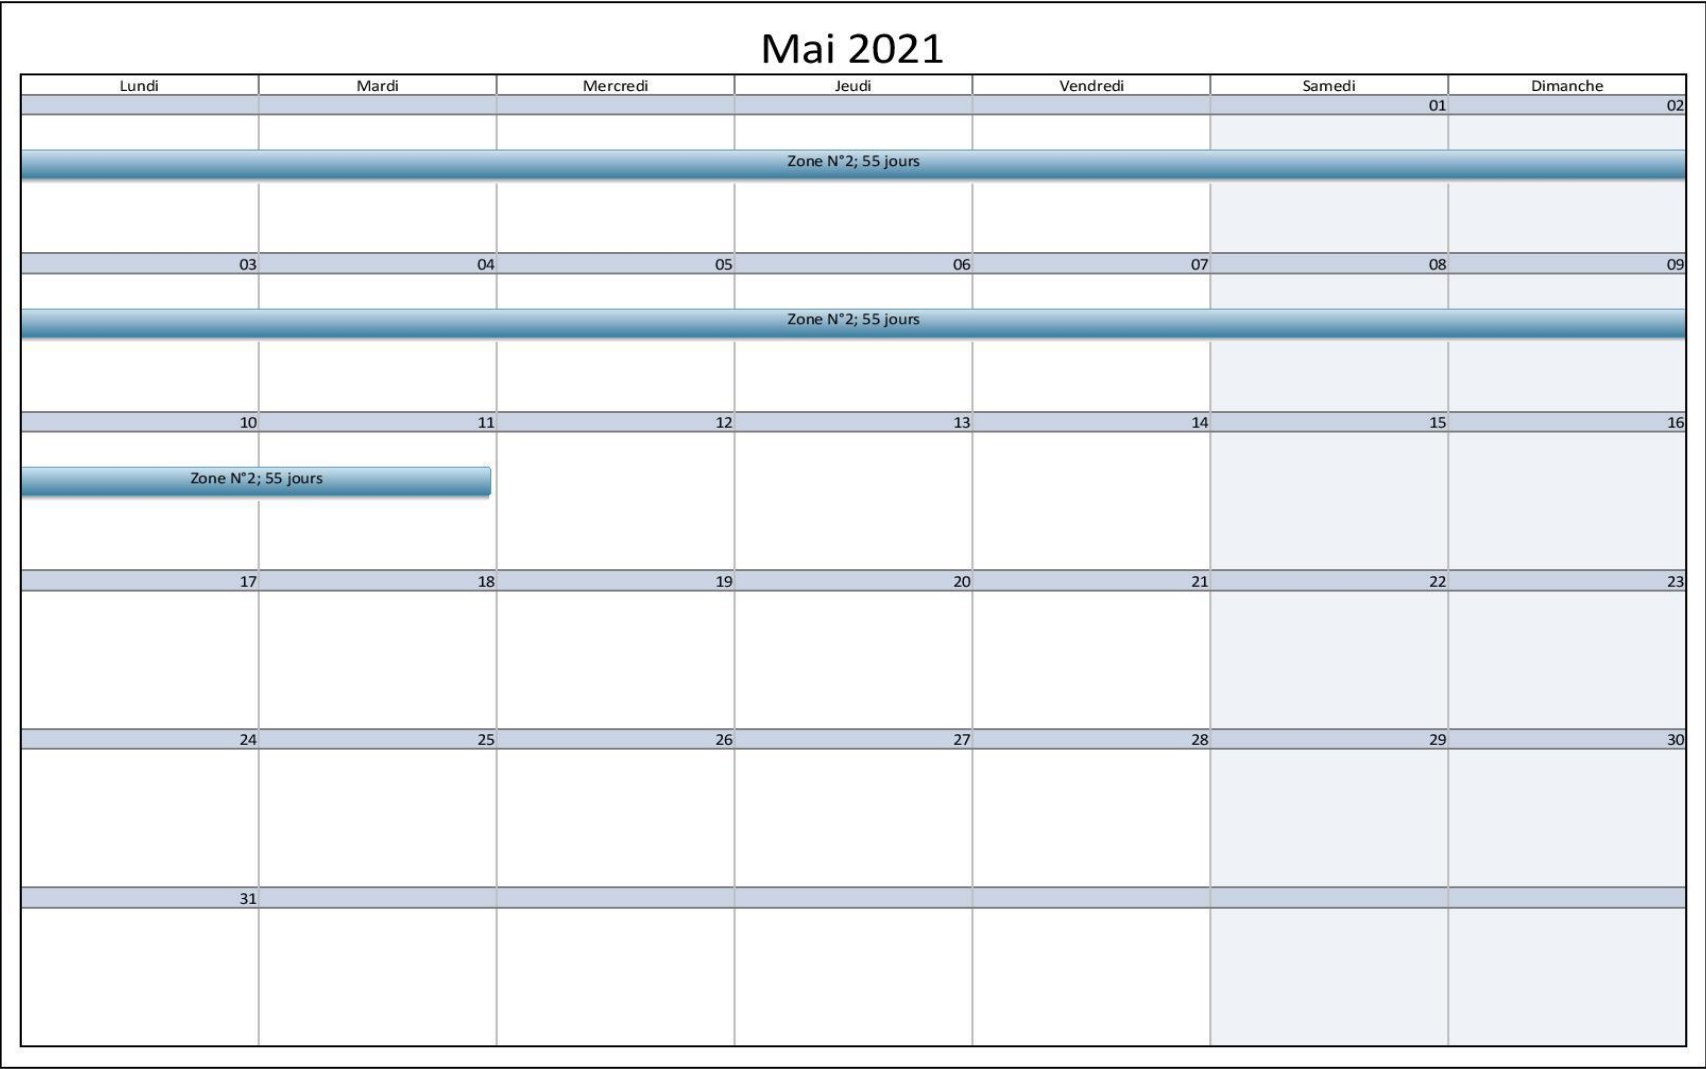 Mai 2021
Lundi Mardi Mercredi Jeudi Vendredi Samedi Dimanche
01 02
Zone N°2; 55 jours
03 04 05 06 07 08 09
Zone N°2; 55 jours
10 11 12 13 14 15 16
Zone N°2; 55 jours
17 18 19 20 21 22 23
24 25 26 27 28 29 30
31